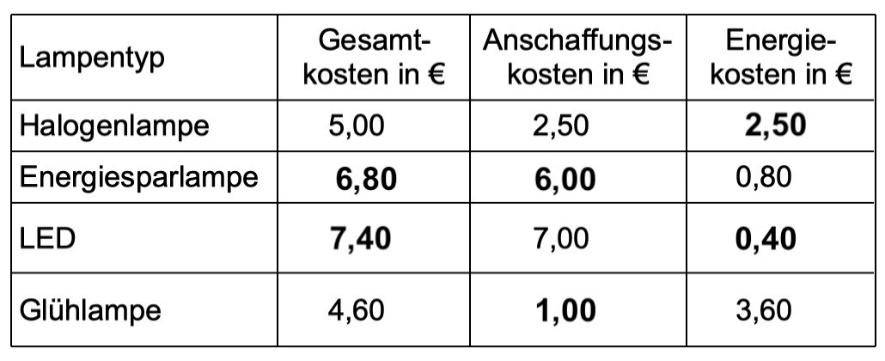 Lampentyp Gesamt-kosten in € Anschaffungs-kosten in € Energie-kosten in €
Halogenlampe 5,00 2,50 2,50
Energiesparlampe 6,80 6,00 0,80
LED 7,40 7,00 0,40
Glühlampe 4,60 1,00 3,60